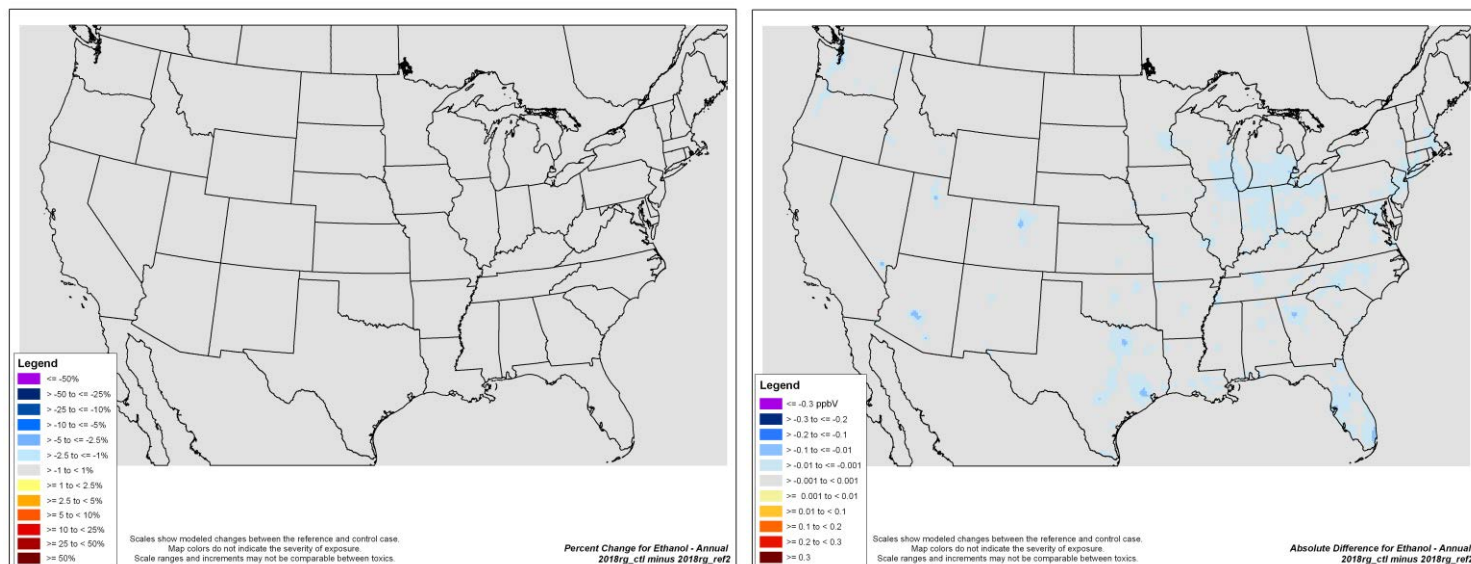 Legend
<= -50%
> -50 to <= -25%
> -25 to <= -10%
> -10 to <= -5%
> -5 to <= -2.5%
> -2.5 to <= -1%
> -1 to < 1%
>= 1 to < 2.5%
>= 2.5 to < 5%
>= 5 to < 10%
>= 10 to < 25%
>= 25 to < 50%
>= 50%
Scales show modeled changes between the reference and control case.
Map colors do not indicate the severity of exposure.
Scale ranges and increments may not be comparable between toxics.
Percent Change for Ethanol - Annual
2018rg_ctl minus 2018rg_ref2
Legend
<= -0.3 ppbV
> -0.3 to <= -0.2
> -0.2 to <= -0.1
> -0.1 to <= -0.01
> -0.01 to <= -0.001
> -0.001 to < 0.001
>= 0.001 to < 0.01
>= 0.01 to < 0.1
>= 0.1 to < 0.2
>= 0.2 to < 0.3
>= 0.3
Scales show modeled changes between the reference and control case.
Map colors do not indicate the severity of exposure.
Scale ranges and increments may not be comparable between toxics.
Absolute Difference for Ethanol - Annual
2018rg_ctl minus 2018rg_ref2